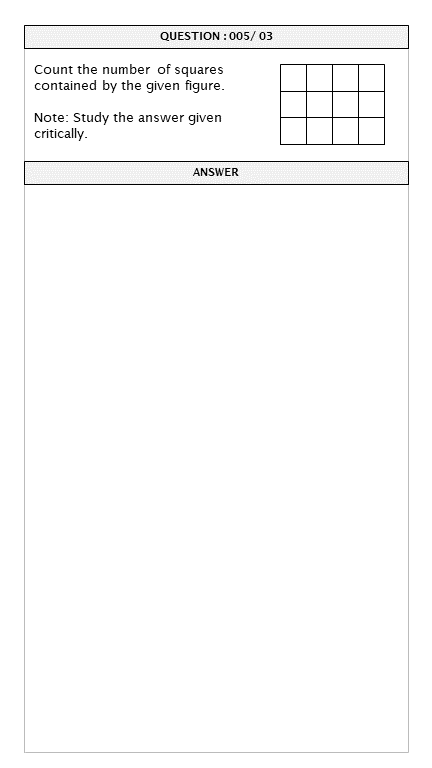 QUESTION : 005/ 03
Count the number of squares
contained by the given figure.
Note: Study the answer given
critically.
ANSWER